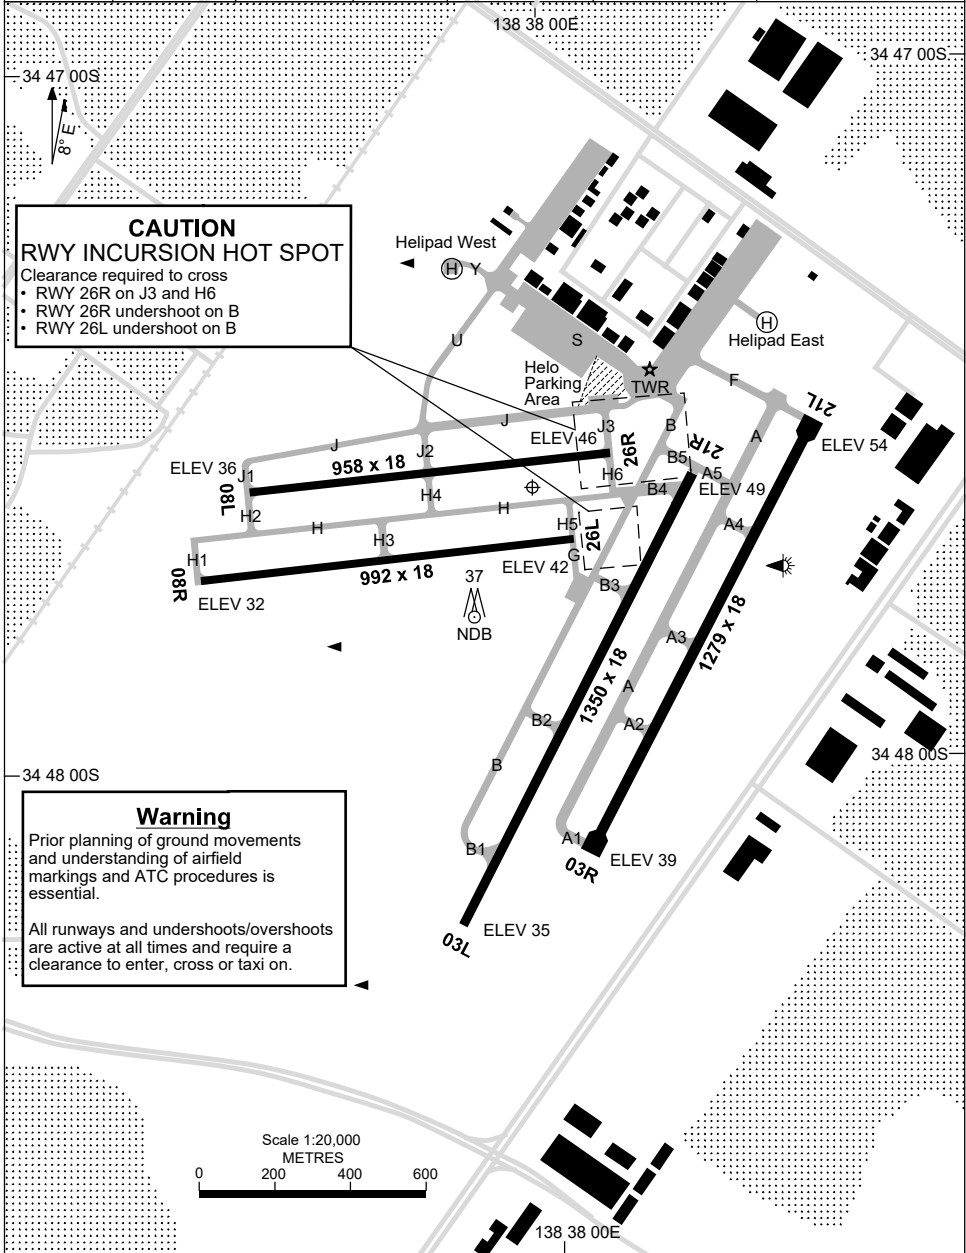 138 38 00E
34 47 00S
34 47 00S
8° E
CAUTION
RWY INCURSION HOT SPOT
Clearance required to cross
• RWY 26R on J3 and H6
• RWY 26R undershoot on B
• RWY 26L undershoot on B
Helipad West
H
Y
H
Helipad East
U
S
Helo
Parking
Area
TWR
F
21L
ELEV 54
J
J
J2
J3
ELEV 46
26R
B
21R
A
B5
A5
ELEV 49
ELEV 36
J1
958 x 18
08L
H2
H4
H6
B4
H
H
H5
26L
A4
H1
H3
G
08R
992 x 18
ELEV 42
ELEV 32
37
NDB
B3
A3
1279 x 18
1350 x 18
A
B2
A2
B
34 48 00S
34 48 00S
Warning
Prior planning of ground movements
and understanding of airfield
markings and ATC procedures is
essential.
All runways and undershoots/overshoots
are active at all times and require a
clearance to enter, cross or taxi on.
B1
A1
ELEV 39
03R
ELEV 35
03L
Scale 1:20,000
METRES
0 200 400 600
138 38 00E